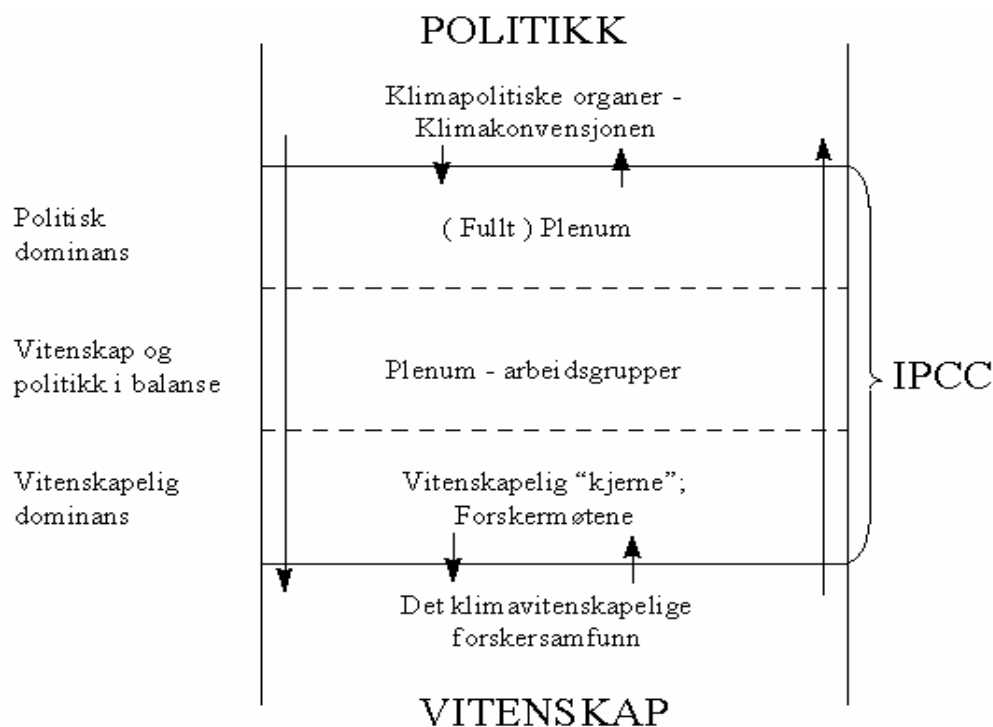 POLITIKK
Klimapolitiske organer -
Klimakonvensjonen
Politisk
dominans
( Fullt ) Plenum
Vitenskap og
politikk i balanse
Plenum - arbeidsgrupper
IPCC
Vitenskapelig
dominans
Vitenskapelig “kjerne”;
Forskermøtene
Det klimavitenskapelige
forskersamfunn
VITENSKAP